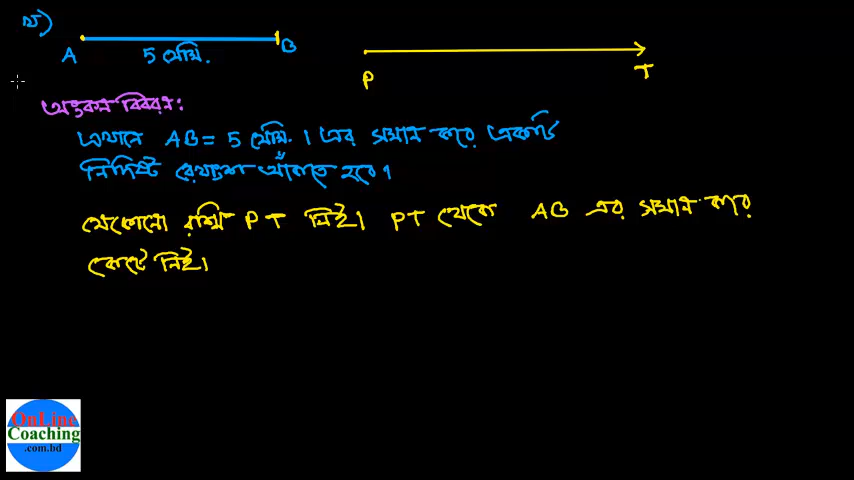 খ)
A 5 সেমি. B
P T
অংকন বিবরণ:
এখানে AB = 5 সেমি. । এর সমান করে একটি
নির্দিষ্ট রেখাংশ আঁকতে হবে।
যেকোনো রশ্মি PT নিই। PT থেকে AB এর সমান করে
কেটে নিই।
OnLine
Coaching
.com.bd